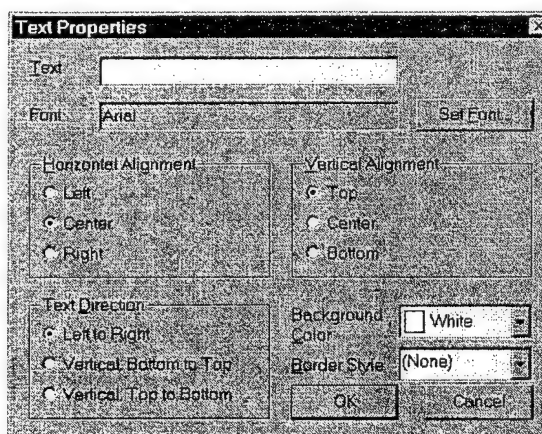 Text Properties
Text
Font Arial Set Font...
Horizontal Alignment
Left
Center
Right
Vertical Alignment
Top
Center
Bottom
Text Direction
Left to Right
Vertical, Bottom to Top
Vertical, Top to Bottom
Background
Color
White
Border Style
(None)
OK Cancel